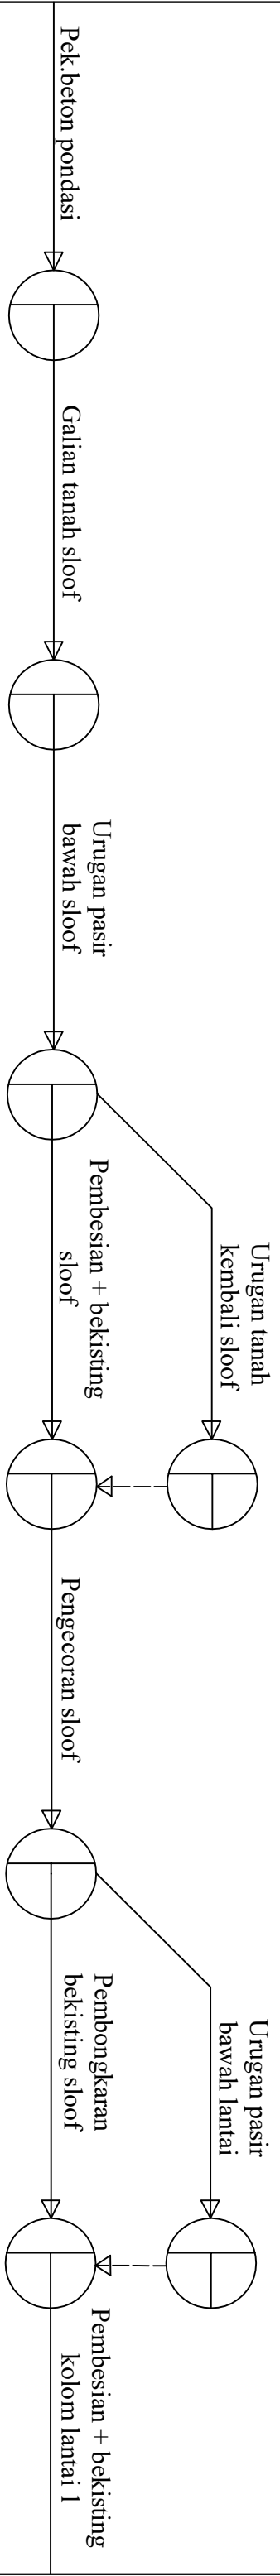 Pek.beton pondasi
Galian tanah sloof
Urugan pasir
bawah sloof
Urugan tanah
kembali sloof
Pembesian + bekisting
sloof
Pengecoran sloof
Urugan pasir
bawah lantai
Pembongkaran
bekisting sloof
Pembesian + bekisting
kolom lantai 1